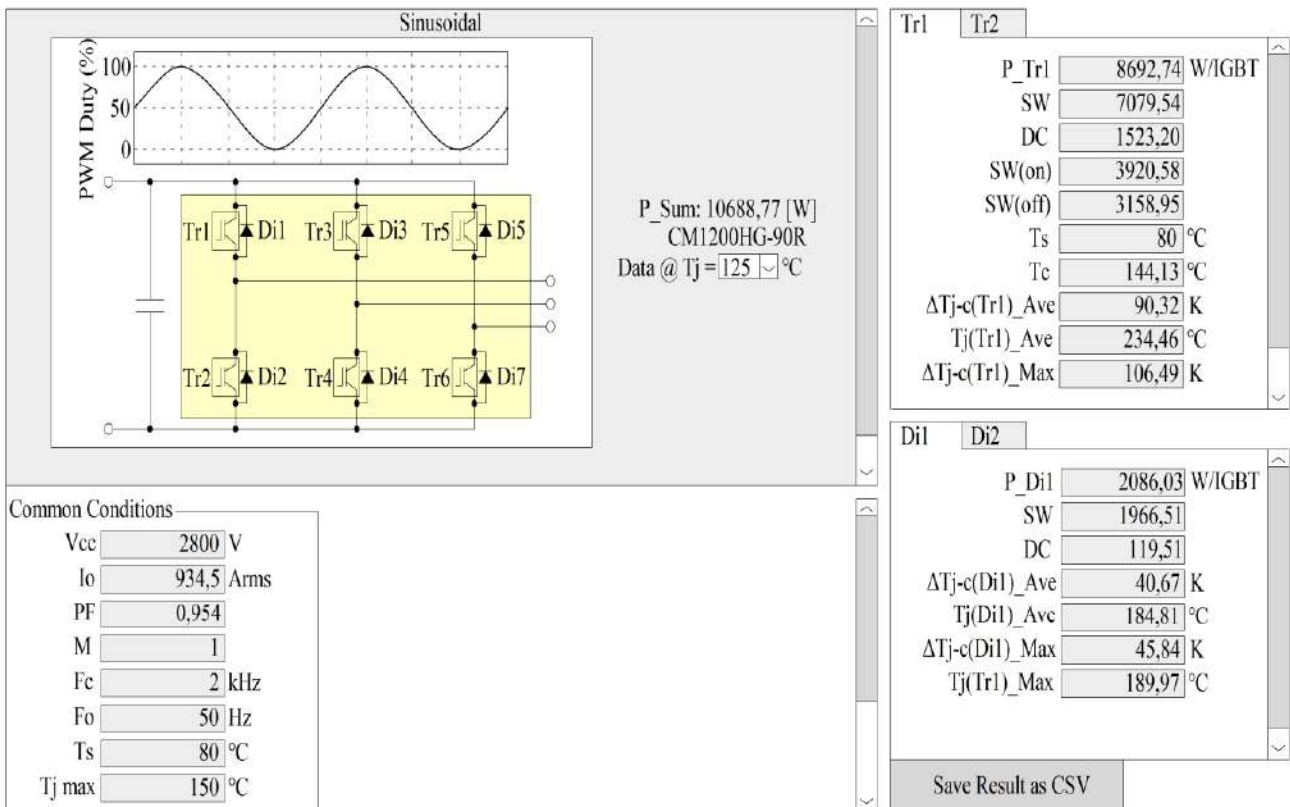 Sinusoidal
PWM Duty (%)
100
50
0
Tr1 Di1 Tr3 Di3 Tr5 Di5
Tr2 Di2 Tr4 Di4 Tr6 Di7
P_Sum: 10688,77 [W]
CM1200HG-90R
Data @ Tj = 125 °C
Common Conditions
Vcc 2800 V
Io 934,5 Arms
PF 0,954
M 1
Fc 2 kHz
Fo 50 Hz
Ts 80 °C
Tj max 150 °C
Tr1 Tr2
P_Tr1 8692,74 W/IGBT
SW 7079,54
DC 1523,20
SW(on) 3920,58
SW(off) 3158,95
Ts 80 °C
Tc 144,13 °C
ΔTj-c(Tr1)_Ave 90,32 K
Tj(Tr1)_Ave 234,46 °C
ΔTj-c(Tr1)_Max 106,49 K
Di1 Di2
P_Di1 2086,03 W/IGBT
SW 1966,51
DC 119,51
ΔTj-c(Di1)_Ave 40,67 K
Tj(Di1)_Ave 184,81 °C
ΔTj-c(Di1)_Max 45,84 K
Tj(Tr1)_Max 189,97 °C
Save Result as CSV